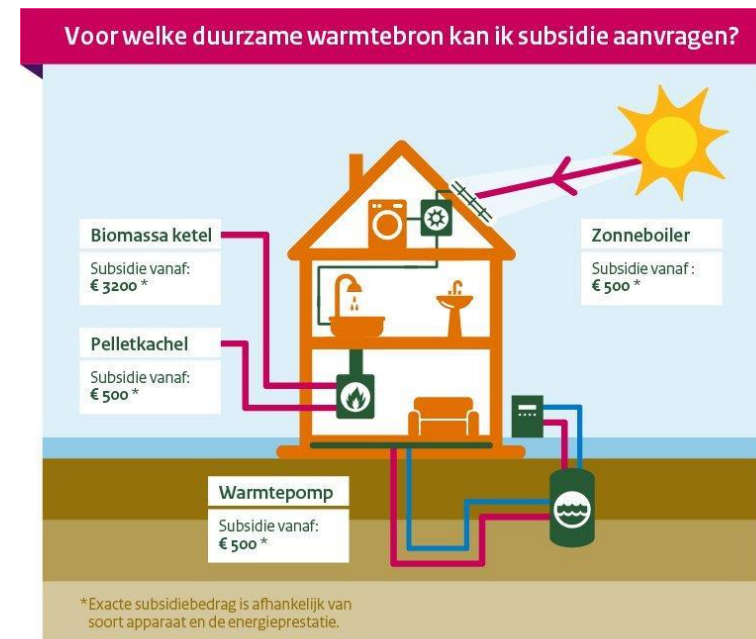 Voor welke duurzame warmtebron kan ik subsidie aanvragen?
Biomassa ketel
Subsidie vanaf:
€ 3200 *
Pelletkachel
Subsidie vanaf:
€ 500 *
Zonneboiler
Subsidie vanaf :
€ 500 *
Warmtepomp
Subsidie vanaf:
€ 500 *
*Exacte subsidiebedrag is afhankelijk van
soort apparaat en de energieprestatie.